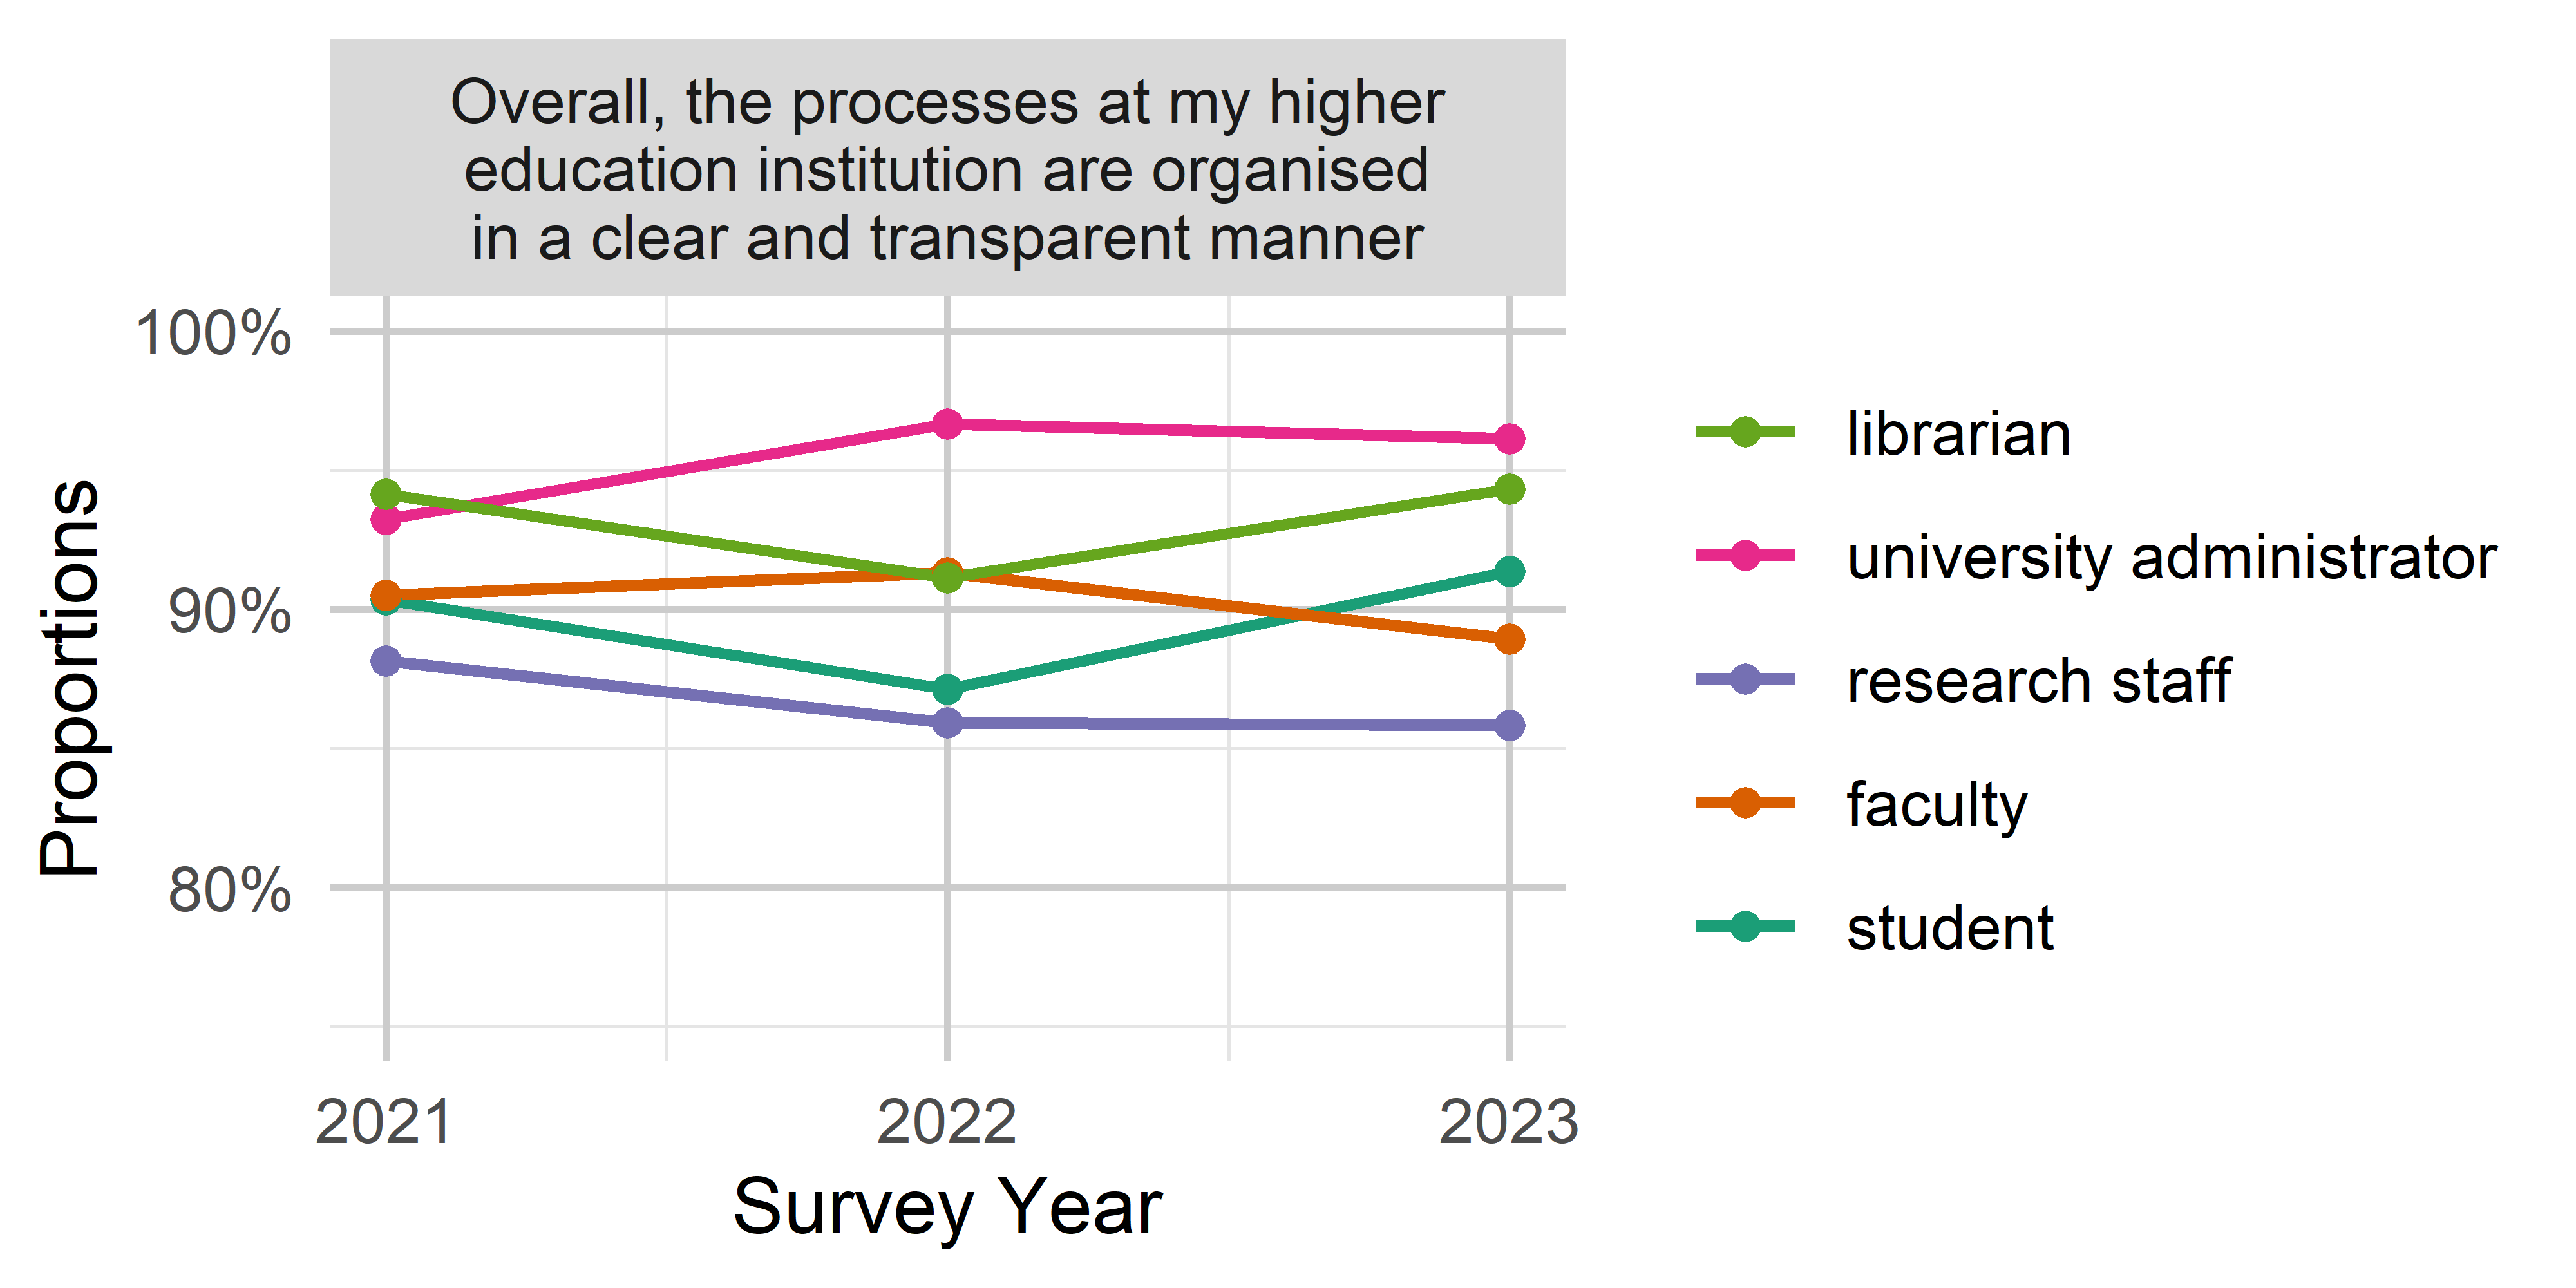 Overall, the processes at my higher
education institution are organised
in a clear and transparent manner
100%
90%
80%
Proportions
2021
2022
2023
Survey Year
librarian
university administrator
research staff
faculty
student